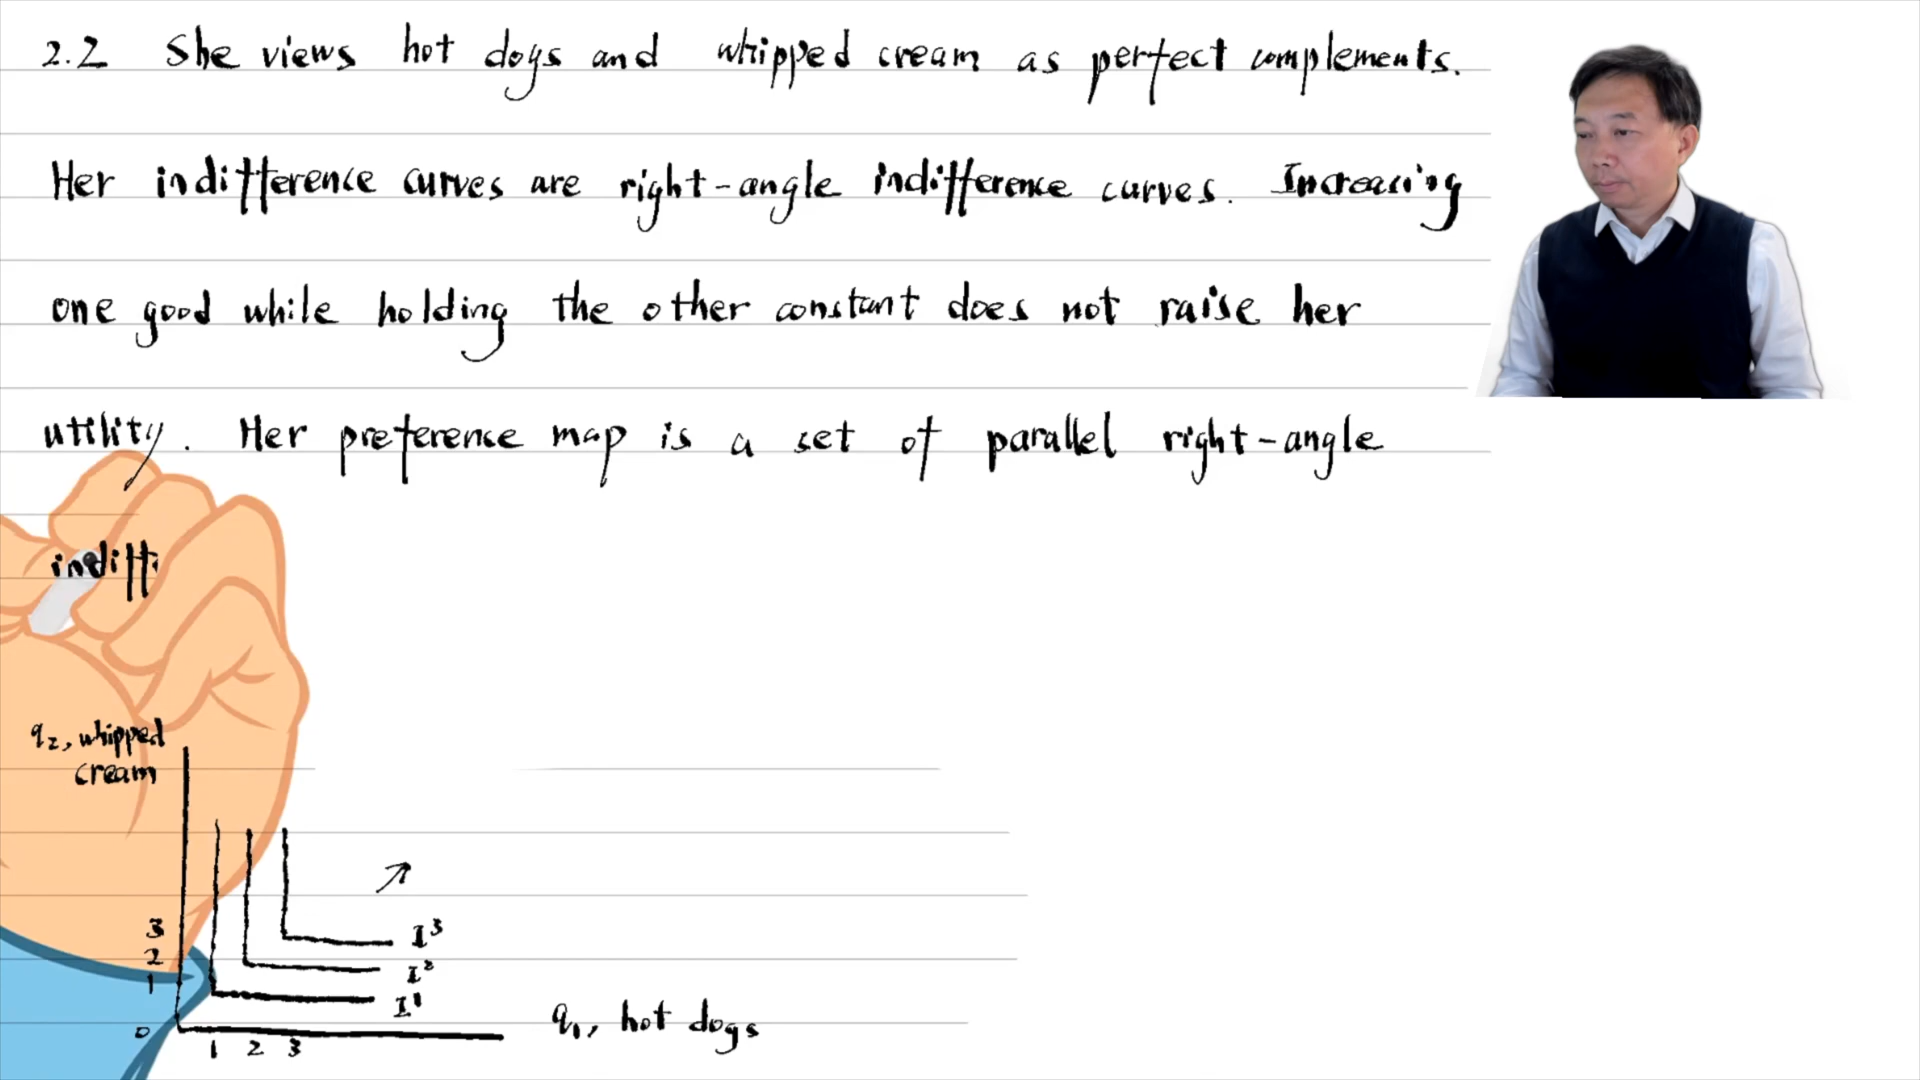 2.2 She views hot dogs and whipped cream as perfect complements.
Her indifference curves are right-angle indifference curves. Increasing
one good while holding the other constant does not raise her
utility. Her preference map is a set of parallel right-angle
q2, whipped
cream
3
2
1
0
I3
I2
I1
1 2 3
q1, hot dogs